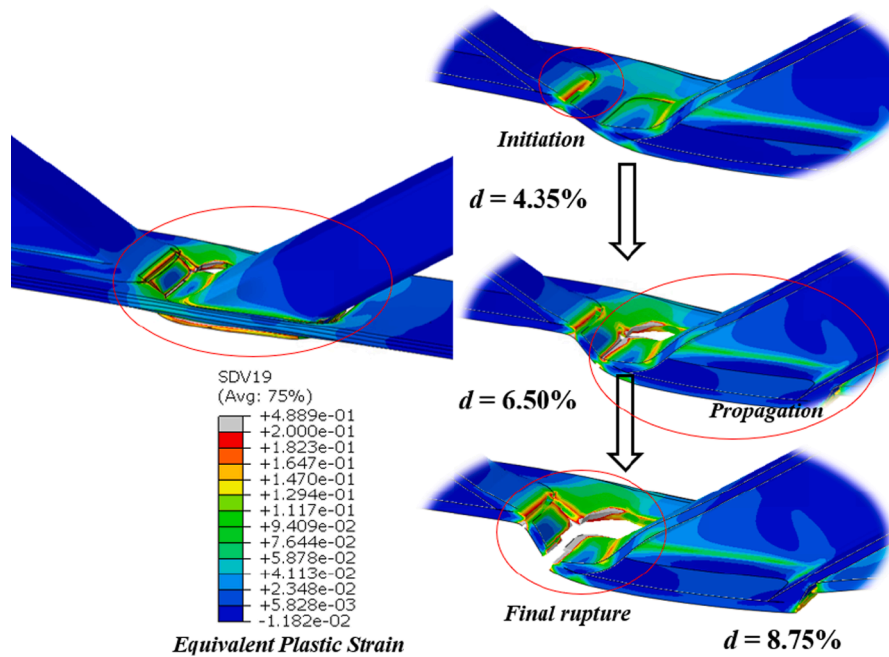 Initiation
d = 4.35%
SDV19
(Avg: 75%)
+4.889e-01
+2.000e-01
+1.823e-01
+1.647e-01
+1.470e-01
+1.294e-01
+1.117e-01
+9.409e-02
+7.644e-02
+5.878e-02
+4.113e-02
+2.348e-02
+5.828e-03
-1.182e-02
Equivalent Plastic Strain
d = 6.50%
Propagation
Final rupture
d = 8.75%